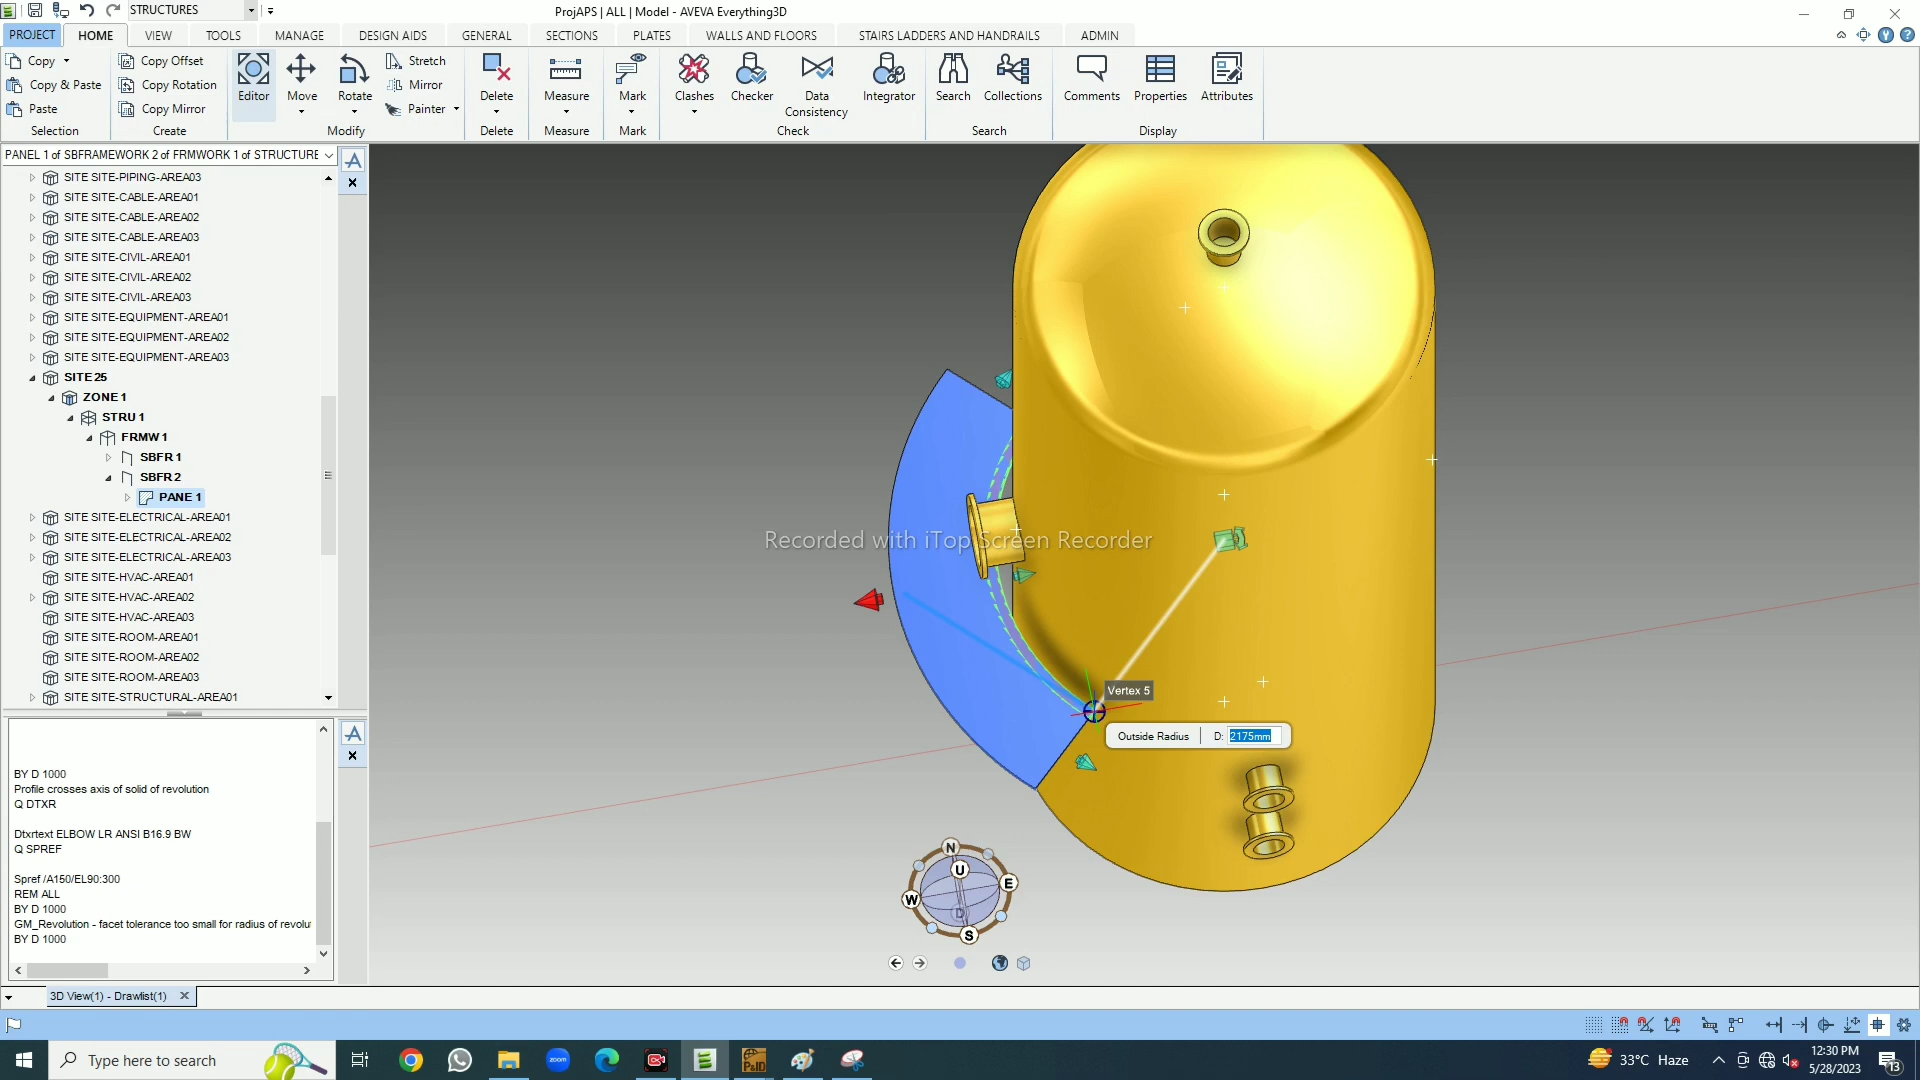 STRUCTURES
ProjAPS | ALL | Model - AVEVA Everything3D
PROJECT HOME VIEW TOOLS MANAGE DESIGN AIDS GENERAL SECTIONS PLATES WALLS AND FLOORS STAIRS LADDERS AND HANDRAILS ADMIN
Copy
Copy & Paste
Paste
Selection
Copy Offset
Copy Rotation
Copy Mirror
Create
Editor
Move
Rotate
Stretch
Mirror
Painter
Modify
Delete
Delete
Measure
Measure
Mark
Mark
Clashes
Checker
Data Consistency
Integrator
Check
Search
Collections
Search
Comments
Properties
Attributes
Display
PANEL 1 of SBFRAMEWORK 2 of FRMWORK 1 of STRUCTURE
SITE SITE-PIPING-AREA03
SITE SITE-CABLE-AREA01
SITE SITE-CABLE-AREA02
SITE SITE-CABLE-AREA03
SITE SITE-CIVIL-AREA01
SITE SITE-CIVIL-AREA02
SITE SITE-CIVIL-AREA03
SITE SITE-EQUIPMENT-AREA01
SITE SITE-EQUIPMENT-AREA02
SITE SITE-EQUIPMENT-AREA03
SITE 25
ZONE 1
STRU 1
FRMW 1
SBFR 1
SBFR 2
PANE 1
SITE SITE-ELECTRICAL-AREA01
SITE SITE-ELECTRICAL-AREA02
SITE SITE-ELECTRICAL-AREA03
SITE SITE-HVAC-AREA01
SITE SITE-HVAC-AREA02
SITE SITE-HVAC-AREA03
SITE SITE-ROOM-AREA01
SITE SITE-ROOM-AREA02
SITE SITE-ROOM-AREA03
SITE SITE-STRUCTURAL-AREA01
Recorded with iTop Screen Recorder
Vertex 5
Outside Radius D: 2175mm
N
U
E
W
D
S
BY D 1000
Profile crosses axis of solid of revolution
Q DTXR
Dtxrtext ELBOW LR ANSI B16.9 BW
Q SPREF
Spref /A150/EL90:300
REM ALL
BY D 1000
GM_Revolution - facet tolerance too small for radius of revolu
BY D 1000
3D View(1) - Drawlist(1)
Type here to search
zoom
P&ID
33°C Haze
12:30 PM
5/28/2023
13